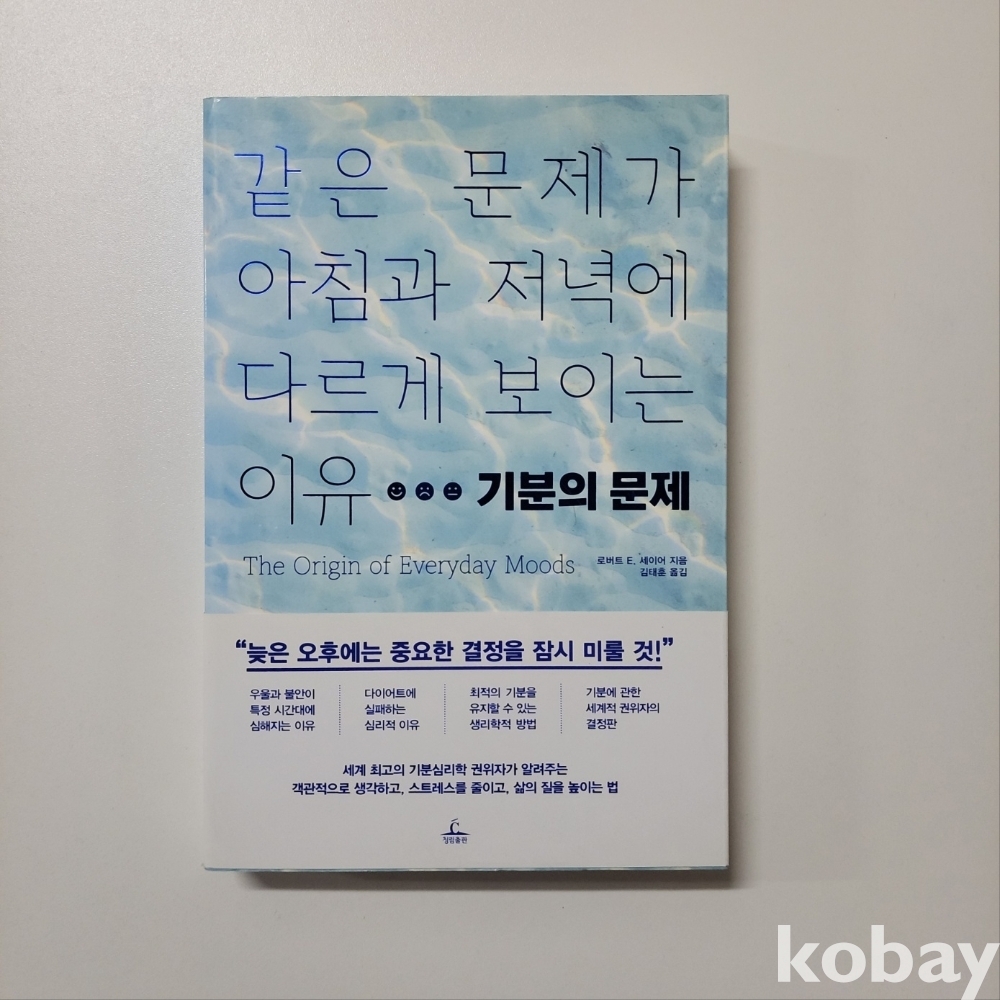 같은 문제가
아침과 저녁에
다르게 보이는
이유 기분의 문제
The Origin of Everyday Moods
로버트 E. 세이어 지음
김태훈 옮김
“늦은 오후에는 중요한 결정을 잠시 미룰 것!”
우울과 불안이
특정 시간대에
심해지는 이유
다이어트에
실패하는
심리적 이유
최적의 기분을
유지할 수 있는
생리학적 방법
기분에 관한
세계적 권위자의
결정판
세계 최고의 기분심리학 권위자가 알려주는
객관적으로 생각하고, 스트레스를 줄이고, 삶의 질을 높이는 법
청림출판
kobay